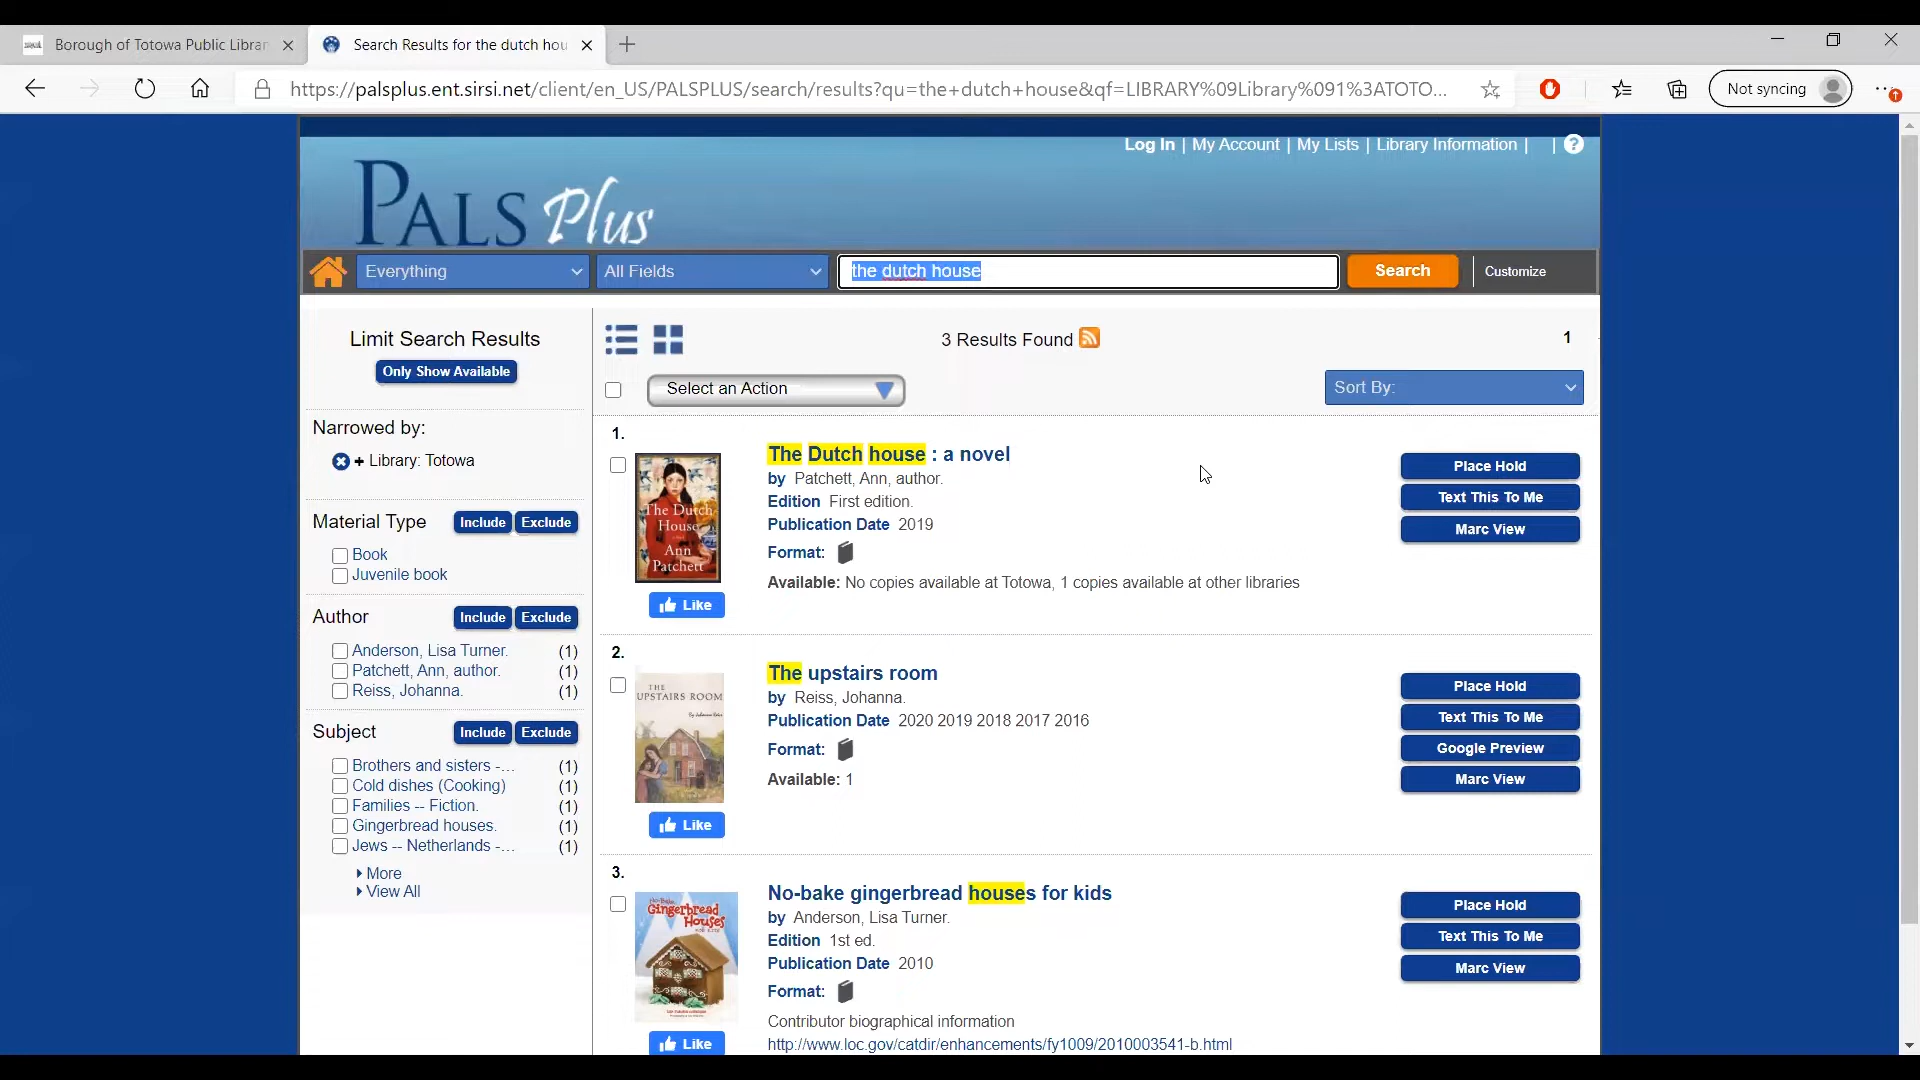 Borough of Totowa Public Librar
Search Results for the dutch hou
https://palsplus.ent.sirsi.net/client/en_US/PALSPLUS/search/results?qu=the+dutch+house&qf=LIBRARY%09Library%091%3ATOTO...
Not syncing
Log In | My Account | My Lists | Library Information | | ?
PALS Plus
Everything
All Fields
the dutch house
Search
Customize
Limit Search Results
Only Show Available
Narrowed by:
+ Library: Totowa
Material Type Include Exclude
Book
Juvenile book
Author Include Exclude
Anderson, Lisa Turner. (1)
Patchett, Ann, author. (1)
Reiss, Johanna. (1)
Subject Include Exclude
Brothers and sisters -... (1)
Cold dishes (Cooking) (1)
Families -- Fiction. (1)
Gingerbread houses. (1)
Jews -- Netherlands -... (1)
More
View All
3 Results Found
1
Select an Action
Sort By:
1.
The Dutch House
Ann Patchett
Like
The Dutch house : a novel
by Patchett, Ann, author.
Edition First edition.
Publication Date 2019
Format:
Available: No copies available at Totowa, 1 copies available at other libraries
Place Hold
Text This To Me
Marc View
2.
THE UPSTAIRS ROOM
Like
The upstairs room
by Reiss, Johanna.
Publication Date 2020 2019 2018 2017 2016
Format:
Available: 1
Place Hold
Text This To Me
Google Preview
Marc View
3.
No-Bake Gingerbread Houses
Like
No-bake gingerbread houses for kids
by Anderson, Lisa Turner.
Edition 1st ed.
Publication Date 2010
Format:
Contributor biographical information
http://www.loc.gov/catdir/enhancements/fy1009/2010003541-b.html
Place Hold
Text This To Me
Marc View